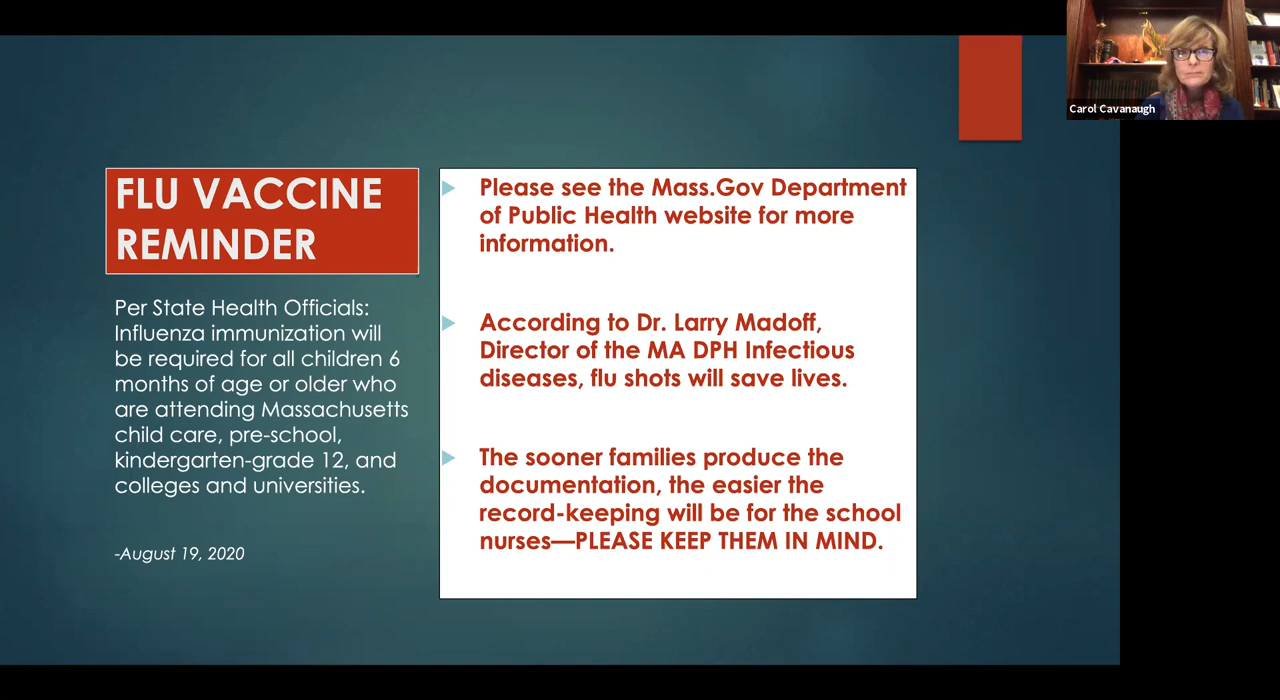 FLU VACCINE
REMINDER
Per State Health Officials:
Influenza immunization will
be required for all children 6
months of age or older who
are attending Massachusetts
child care, pre-school,
kindergarten-grade 12, and
colleges and universities.
-August 19, 2020
Please see the Mass.Gov Department
of Public Health website for more
information.
According to Dr. Larry Madoff,
Director of the MA DPH Infectious
diseases, flu shots will save lives.
The sooner families produce the
documentation, the easier the
record-keeping will be for the school
nurses—PLEASE KEEP THEM IN MIND.
Carol Cavanaugh